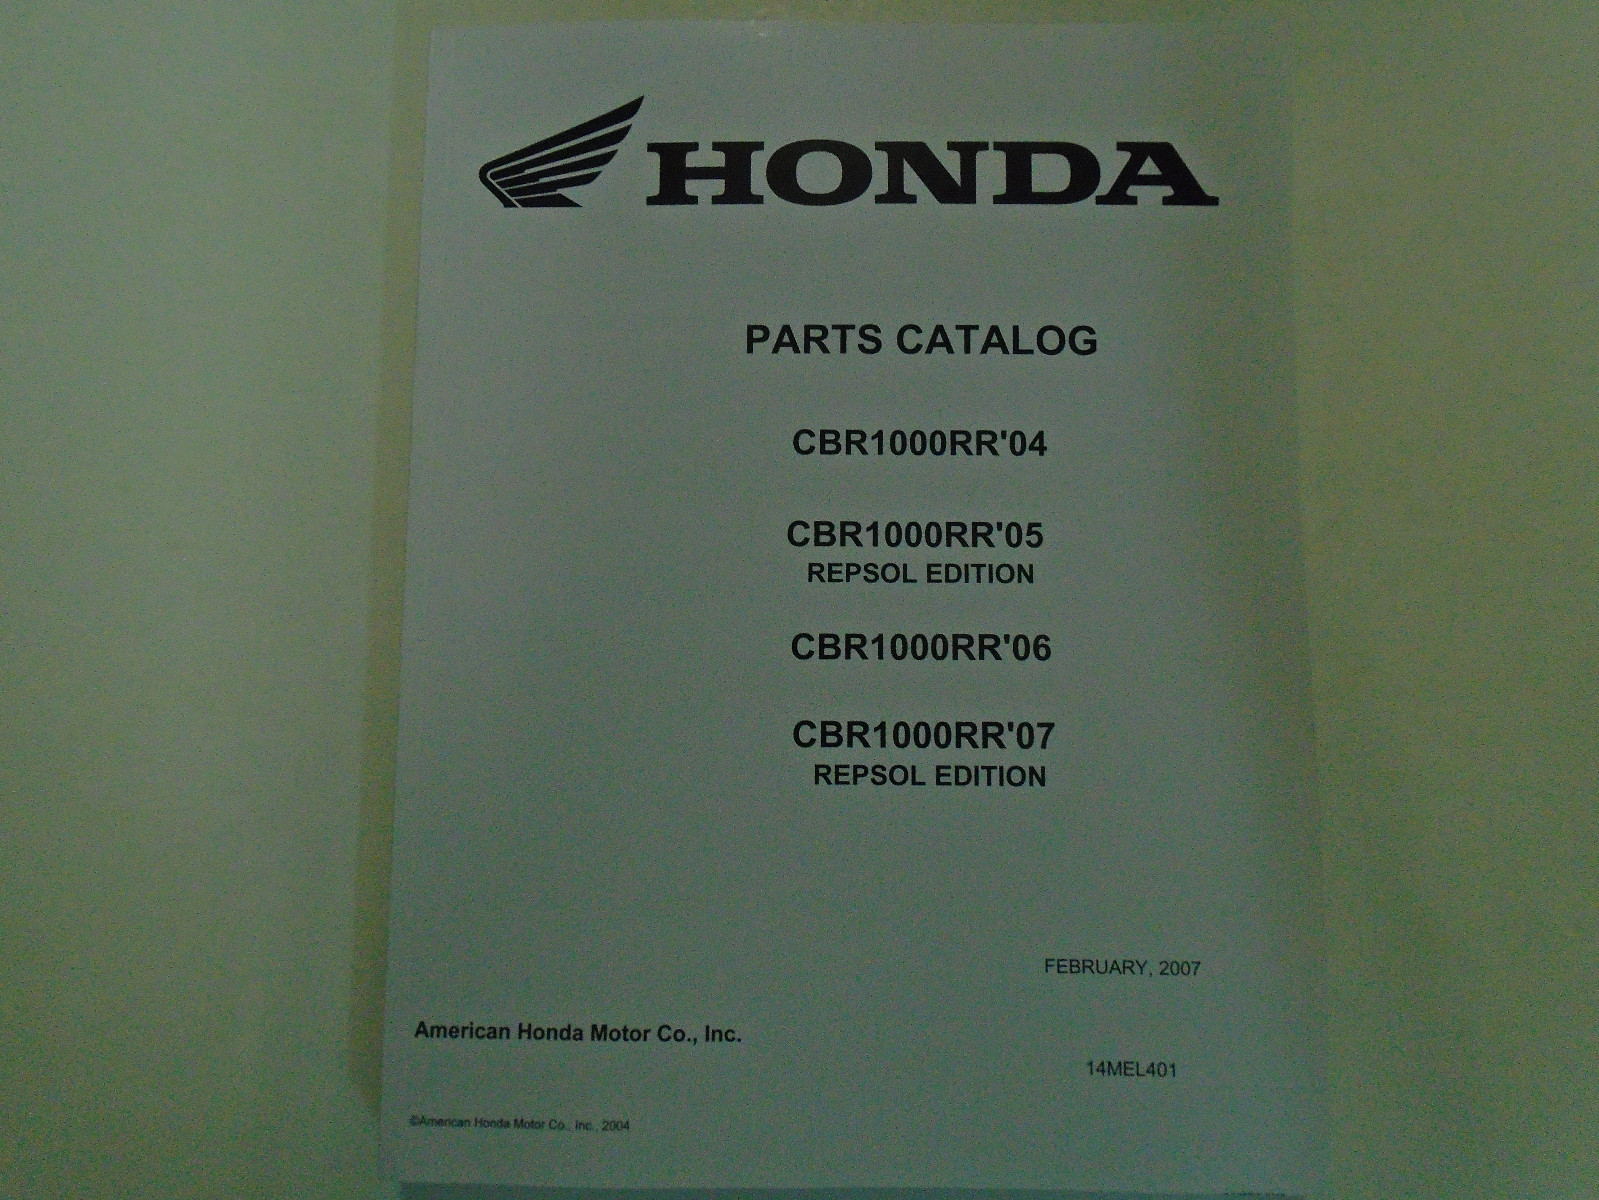 HONDA
PARTS CATALOG
CBR1000RR'04
CBR1000RR'05
REPSOL EDITION
CBR1000RR'06
CBR1000RR'07
REPSOL EDITION
FEBRUARY, 2007
American Honda Motor Co., Inc.
14MEL401
©American Honda Motor Co., Inc., 2004